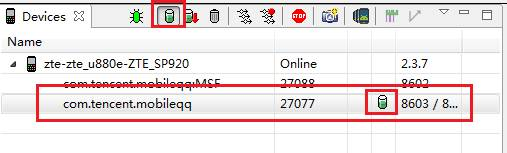 Devices
Name
zte-zte_u880e-ZTE_SP920 Online 2.3.7
com.tencent.mobileqq:MSF 27088 8602
com.tencent.mobileqq 27077 8603 / 8...